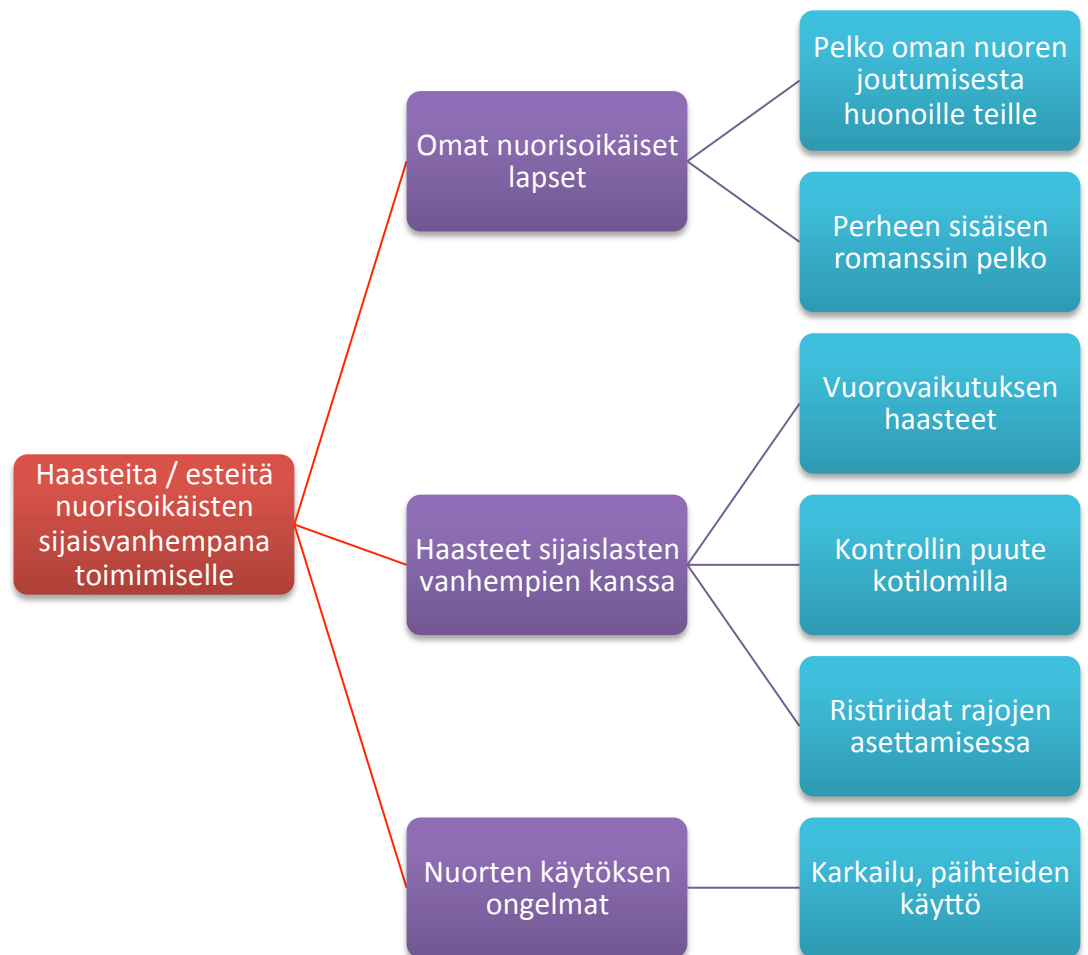 Haasteita / esteitä
nuorisoikäisten
sijaisvanhempana
toimimiselle
Omat nuorisoikäiset
lapset
Pelko oman nuoren
joutumisesta
huonoille teille
Perheen sisäisen
romanssin pelko
Haasteet sijaislasten
vanhempien kanssa
Vuorovaikutuksen
haasteet
Kontrollin puute
kotilomilla
Ristiriidat rajojen
asettamisessa
Nuorten käytöksen
ongelmat
Karkailu, päihteiden
käyttö